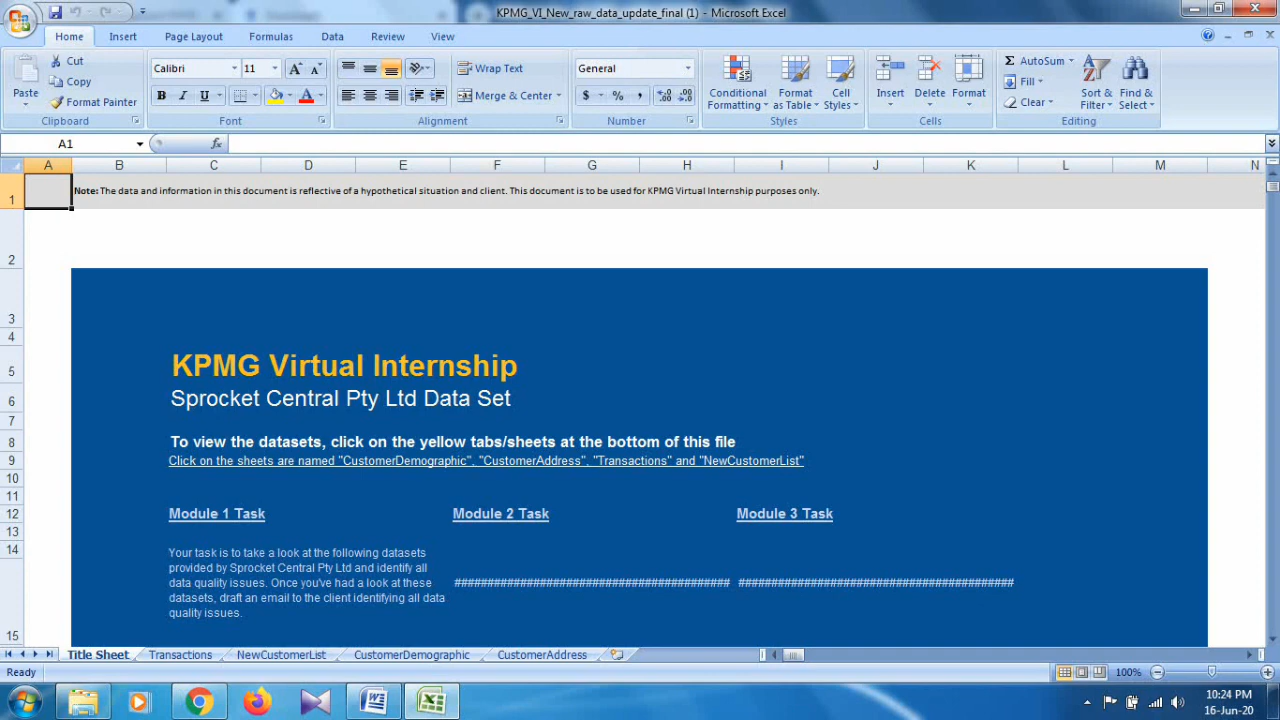 KPMG_VI_New_raw_data_update_final (1) - Microsoft Excel
Home Insert Page Layout Formulas Data Review View
Paste
Cut
Copy
Format Painter
Clipboard
Calibri 11
B I U
Font
Wrap Text
Merge & Center
Alignment
General
$ % ,
Number
Conditional Formatting
Format as Table
Cell Styles
Styles
Insert Delete Format
Cells
Σ AutoSum
Fill
Clear
Sort & Filter
Find & Select
Editing
A1 fx
A B C D E F G H I J K L M N
1
Note: The data and information in this document is reflective of a hypothetical situation and client. This document is to be used for KPMG Virtual Internship purposes only.
2
3
4
5
KPMG Virtual Internship
6
Sprocket Central Pty Ltd Data Set
7
8
To view the datasets, click on the yellow tabs/sheets at the bottom of this file
9
Click on the sheets are named "CustomerDemographic", "CustomerAddress", "Transactions" and "NewCustomerList"
10
11
12
Module 1 Task Module 2 Task Module 3 Task
13
14
Your task is to take a look at the following datasets
provided by Sprocket Central Pty Ltd and identify all
data quality issues. Once you've had a look at these
datasets, draft an email to the client identifying all data
quality issues.
15
Title Sheet Transactions NewCustomerList CustomerDemographic CustomerAddress
Ready
100%
10:24 PM
16-Jun-20